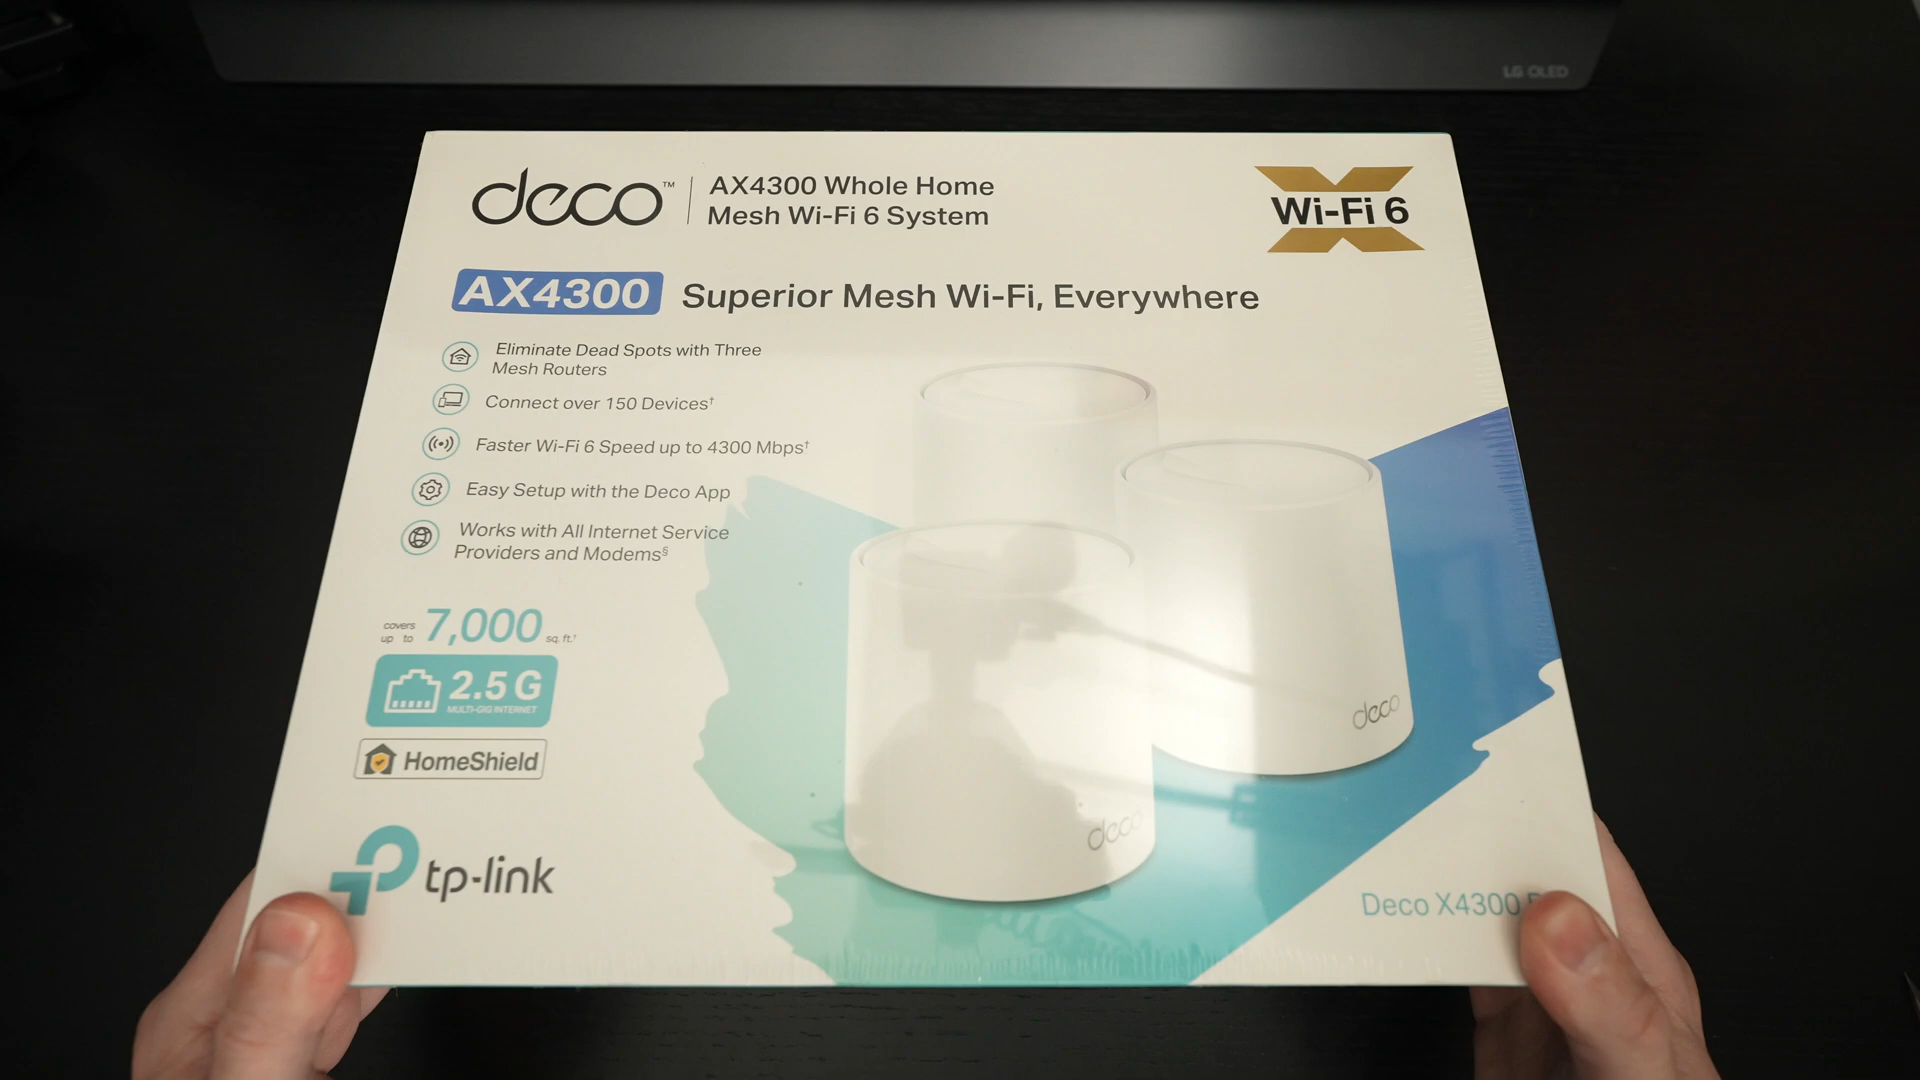 LG OLED
deco™
AX4300 Whole Home
Mesh Wi-Fi 6 System
Wi-Fi 6
AX4300 Superior Mesh Wi-Fi, Everywhere
Eliminate Dead Spots with Three
Mesh Routers
Connect over 150 Devices†
Faster Wi-Fi 6 Speed up to 4300 Mbps†
Easy Setup with the Deco App
Works with All Internet Service
Providers and Modems§
covers
up to 7,000 sq. ft.†
2.5 G
MULTI-GIG INTERNET
HomeShield
deco
deco
tp-link
Deco X4300